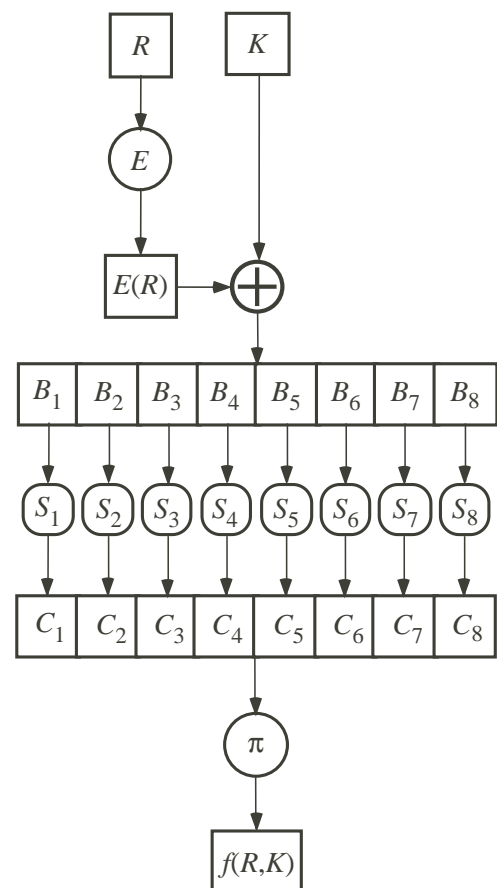 R K
E
E(R)
B1 B2 B3 B4 B5 B6 B7 B8
S1 S2 S3 S4 S5 S6 S7 S8
C1 C2 C3 C4 C5 C6 C7 C8
π
f(R,K)